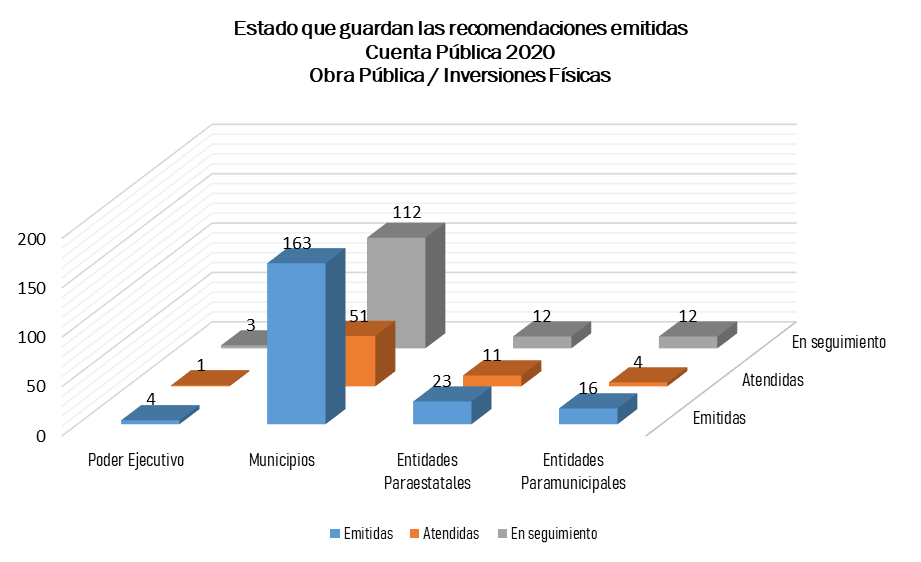 Estado que guardan las recomendaciones emitidas
Cuenta Pública 2020
Obra Pública / Inversiones Físicas
200
150
100
50
0
112
163
3
51
12
12
1
11
4
4
23
16
En seguimiento
Atendidas
Emitidas
Poder Ejecutivo
Municipios
Entidades
Paraestatales
Entidades
Paramunicipales
Emitidas
Atendidas
En seguimiento